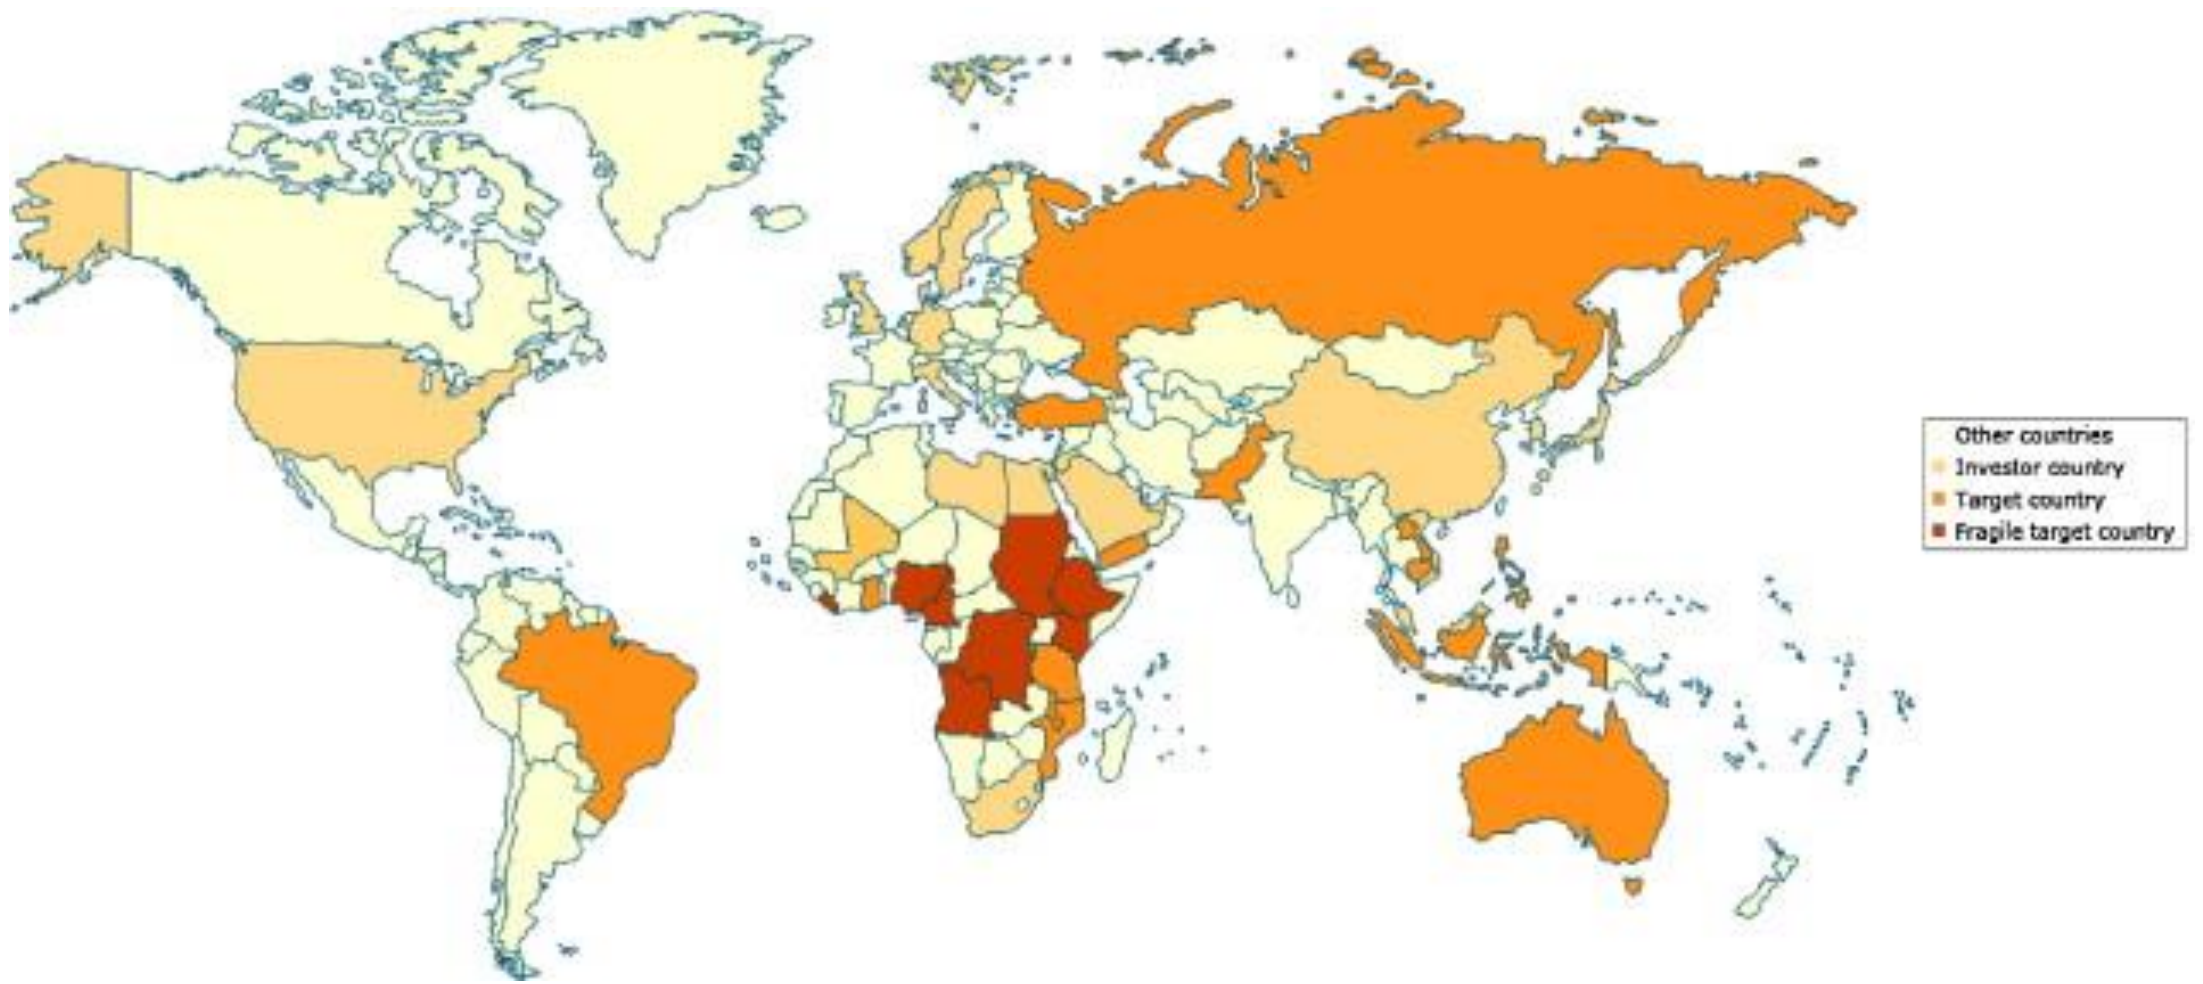 Other countries
Investor country
Target country
Fragile target country